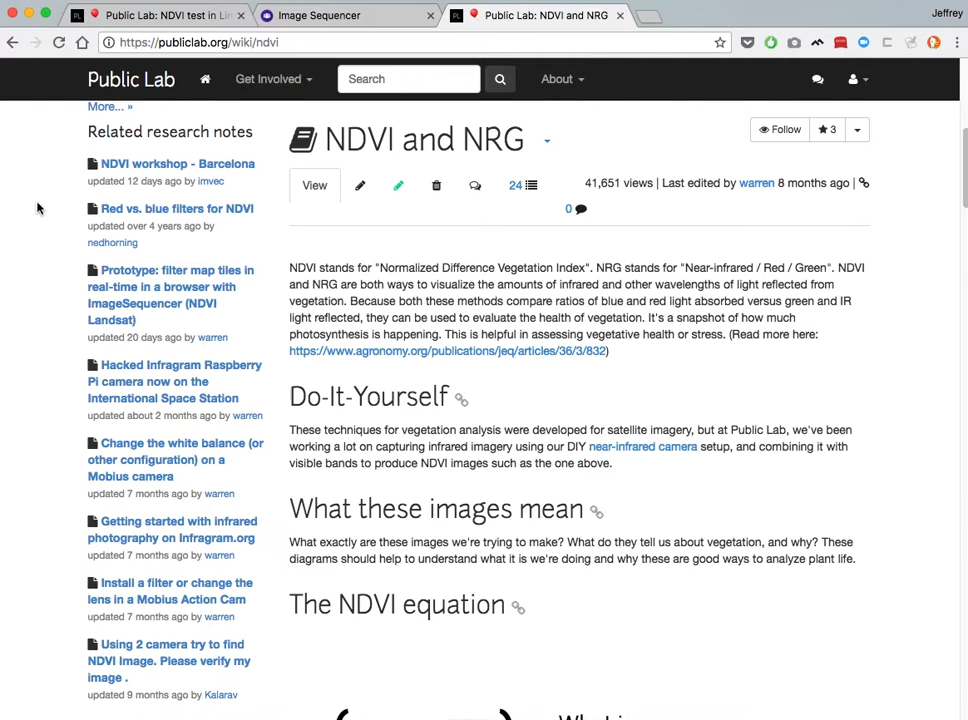 Public Lab: NDVI test in Lin
Image Sequencer
Public Lab: NDVI and NRG
Jeffrey
https://publiclab.org/wiki/ndvi
Public Lab
Get Involved
Search
About
More... »
Related research notes
NDVI workshop - Barcelona
updated 12 days ago by imvec
Red vs. blue filters for NDVI
updated over 4 years ago by
nedhorning
Prototype: filter map tiles in
real-time in a browser with
ImageSequencer (NDVI
Landsat)
updated 20 days ago by warren
Hacked Infragram Raspberry
Pi camera now on the
International Space Station
updated about 2 months ago by warren
Change the white balance (or
other configuration) on a
Mobius camera
updated 7 months ago by warren
Getting started with infrared
photography on Infragram.org
updated 7 months ago by warren
Install a filter or change the
lens in a Mobius Action Cam
updated 7 months ago by warren
Using 2 camera try to find
NDVI Image. Please verify my
image .
updated 9 months ago by Kalarav
NDVI and NRG
Follow
3
View
24
41,651 views | Last edited by warren 8 months ago |
0
NDVI stands for "Normalized Difference Vegetation Index". NRG stands for "Near-infrared / Red / Green". NDVI
and NRG are both ways to visualize the amounts of infrared and other wavelengths of light reflected from
vegetation. Because both these methods compare ratios of blue and red light absorbed versus green and IR
light reflected, they can be used to evaluate the health of vegetation. It's a snapshot of how much
photosynthesis is happening. This is helpful in assessing vegetative health or stress. (Read more here:
https://www.agronomy.org/publications/jeq/articles/36/3/832)
Do-It-Yourself
These techniques for vegetation analysis were developed for satellite imagery, but at Public Lab, we've been
working a lot on capturing infrared imagery using our DIY near-infrared camera setup, and combining it with
visible bands to produce NDVI images such as the one above.
What these images mean
What exactly are these images we're trying to make? What do they tell us about vegetation, and why? These
diagrams should help to understand what it is we're doing and why these are good ways to analyze plant life.
The NDVI equation